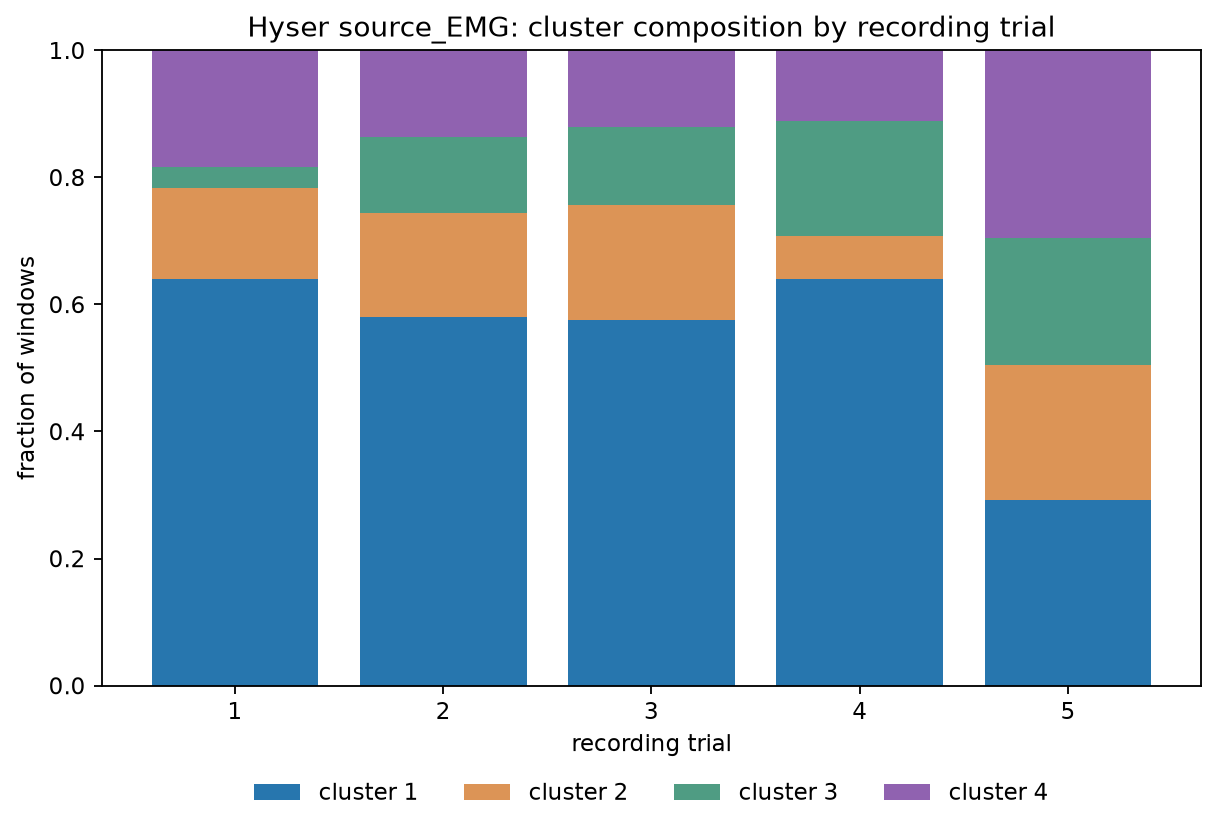 Hyser source_EMG: cluster composition by recording trial
fraction of windows
1.0
0.8
0.6
0.4
0.2
0.0
1 2 3 4 5
recording trial
cluster 1 cluster 2 cluster 3 cluster 4